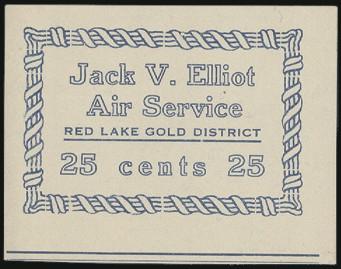 Jack V. Elliot
Air Service
RED LAKE GOLD DISTRICT
25 cents 25